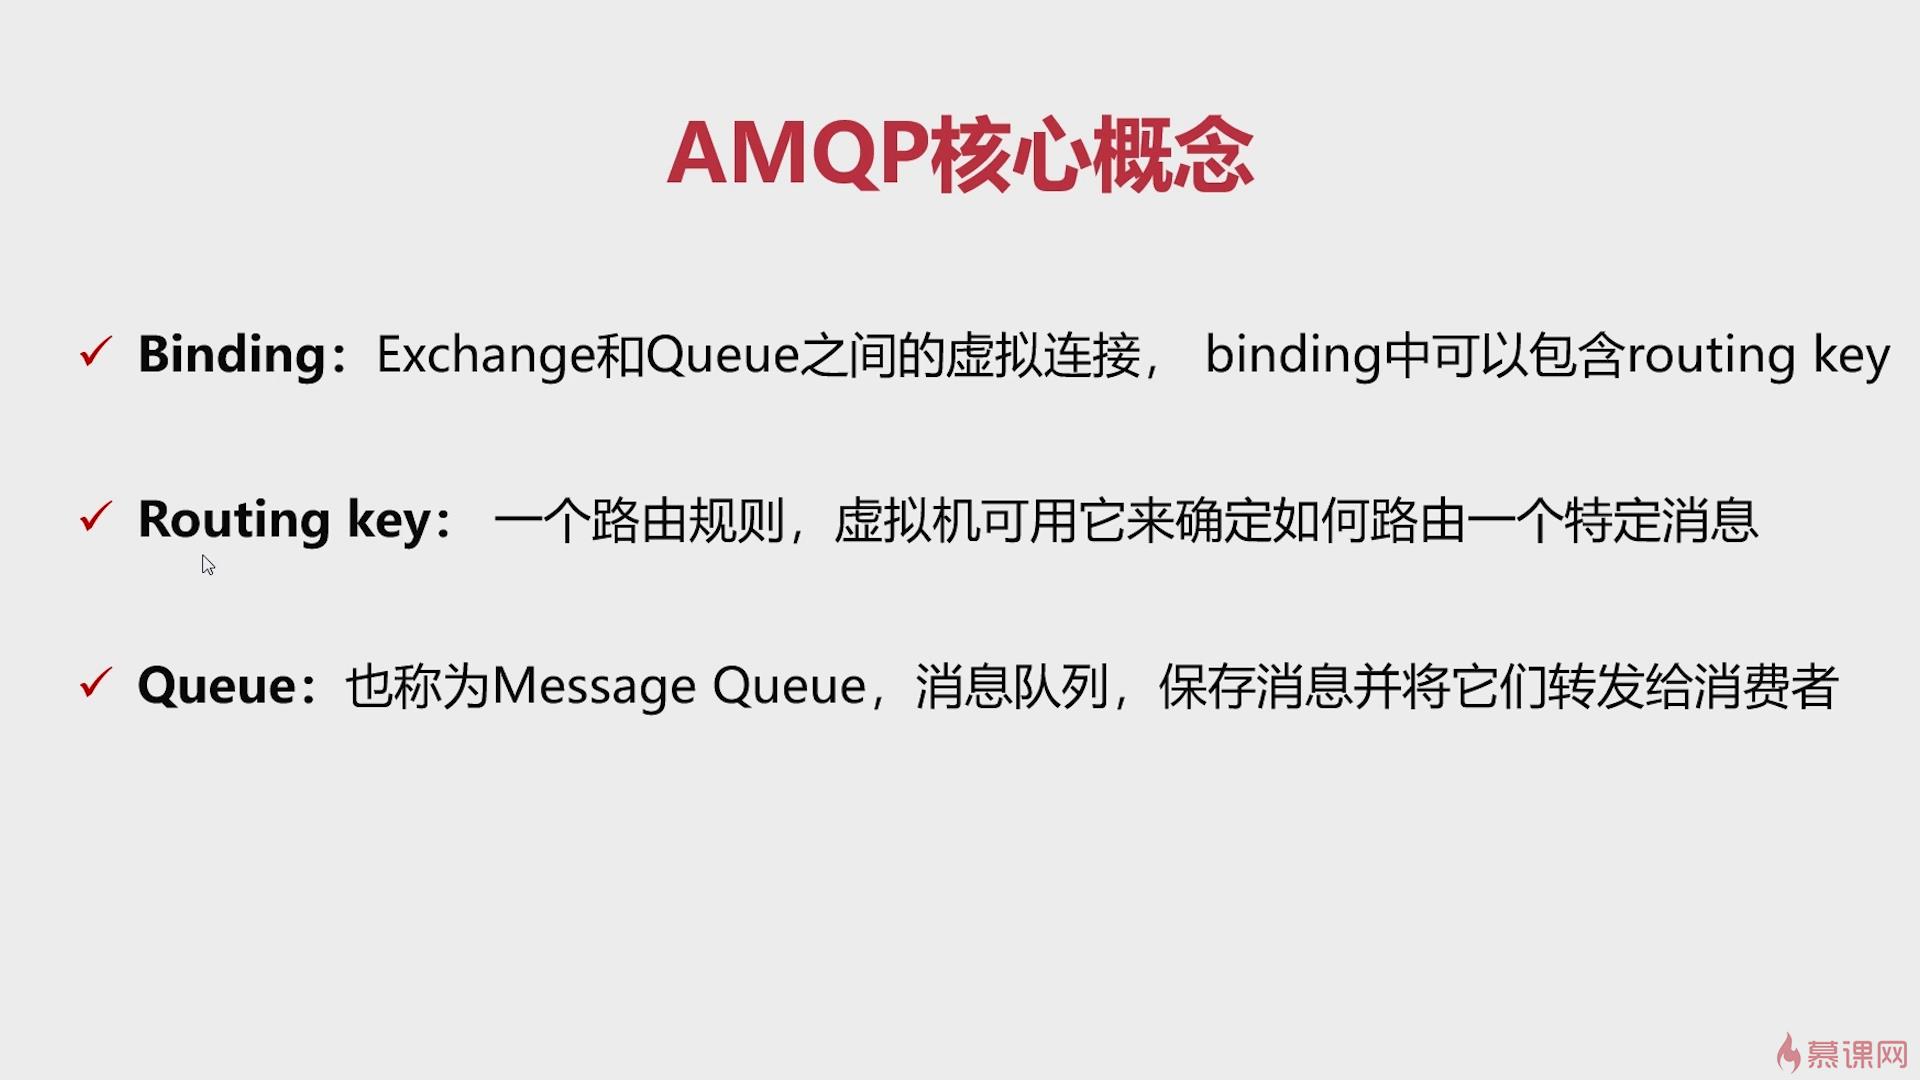 AMQP核心概念
Binding：Exchange和Queue之间的虚拟连接， binding中可以包含routing key
Routing key： 一个路由规则，虚拟机可用它来确定如何路由一个特定消息
Queue：也称为Message Queue，消息队列，保存消息并将它们转发给消费者
慕课网